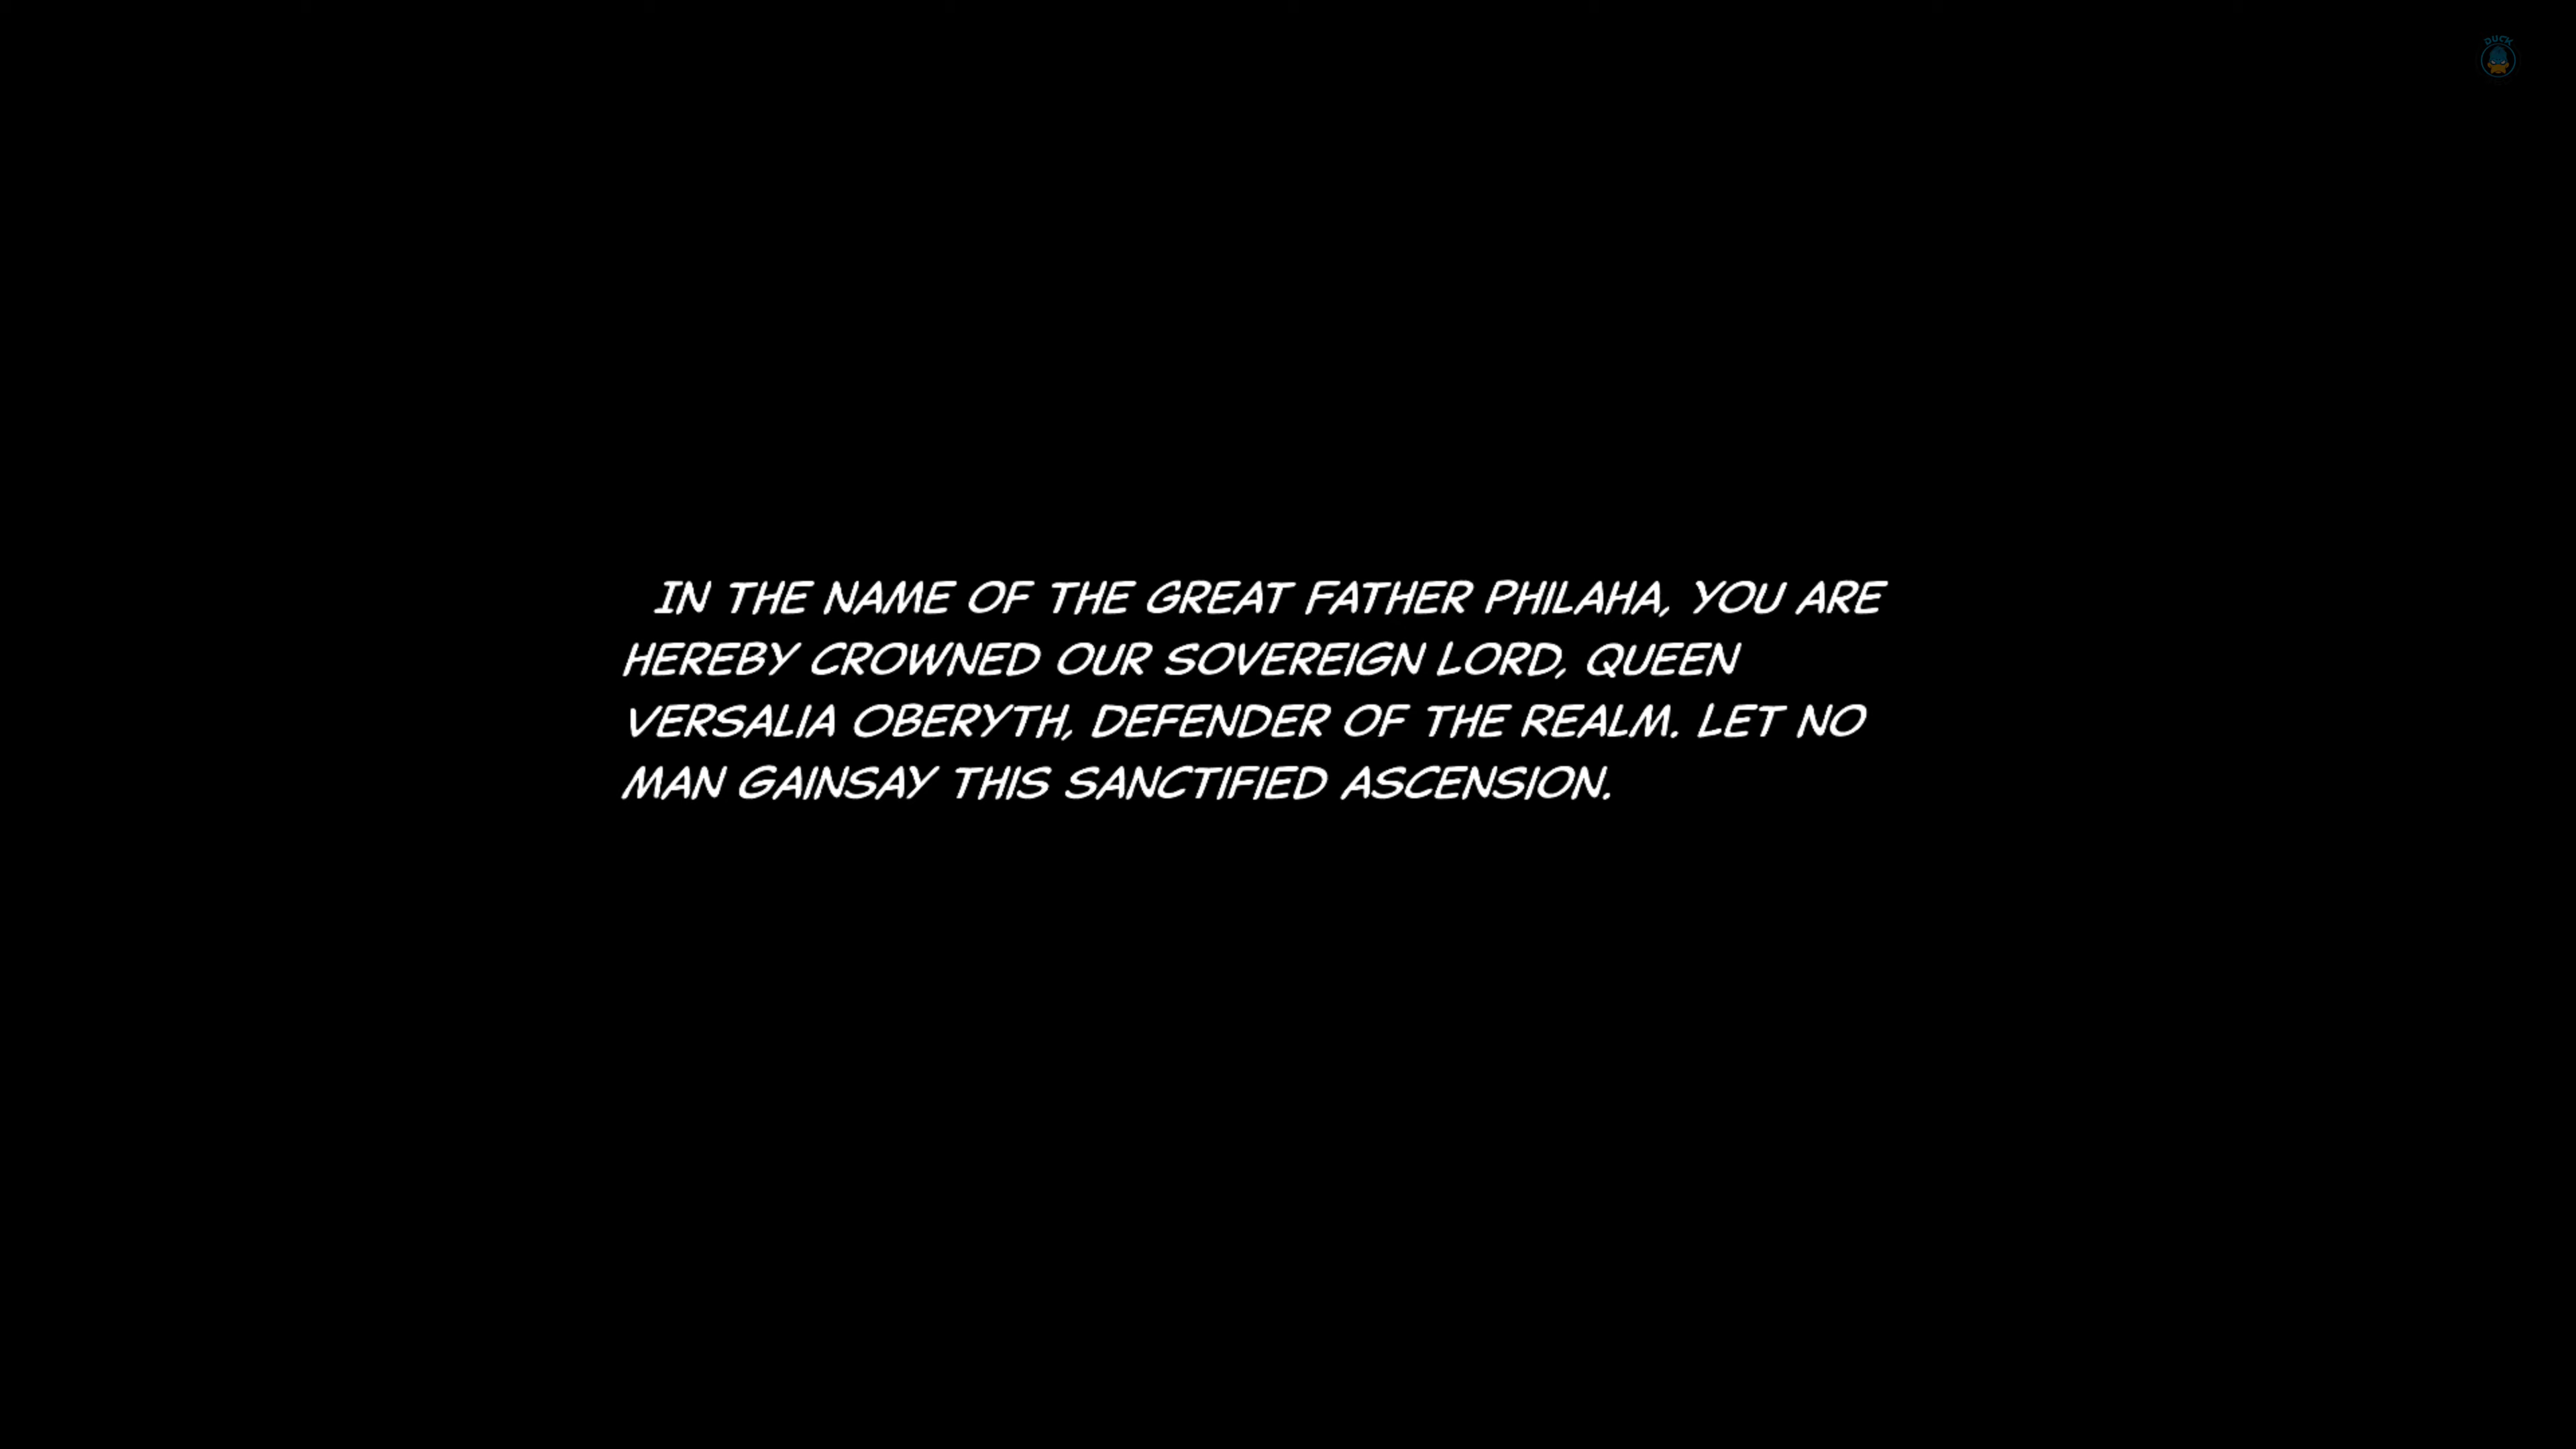 DUCK
IN THE NAME OF THE GREAT FATHER PHILAHA, YOU ARE
HEREBY CROWNED OUR SOVEREIGN LORD, QUEEN
VERSALIA OBERYTH, DEFENDER OF THE REALM. LET NO
MAN GAINSAY THIS SANCTIFIED ASCENSION.